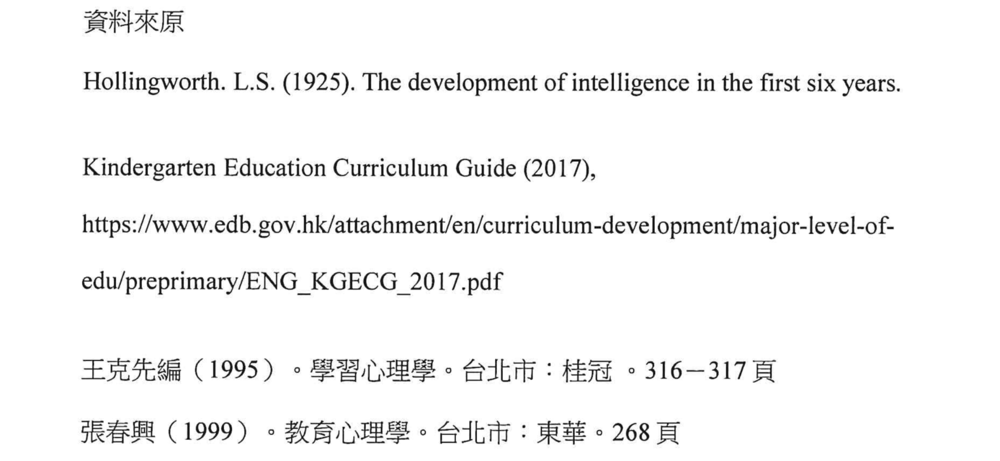 資料來原
Hollingworth. L.S. (1925). The development of intelligence in the first six years.
Kindergarten Education Curriculum Guide (2017),
https://www.edb.gov.hk/attachment/en/curriculum-development/major-level-of-
edu/preprimary/ENG_KGECG_2017.pdf
王克先編（1995）。學習心理學。台北市：桂冠 。316－317 頁
張春興（1999）。教育心理學。台北市：東華。268 頁